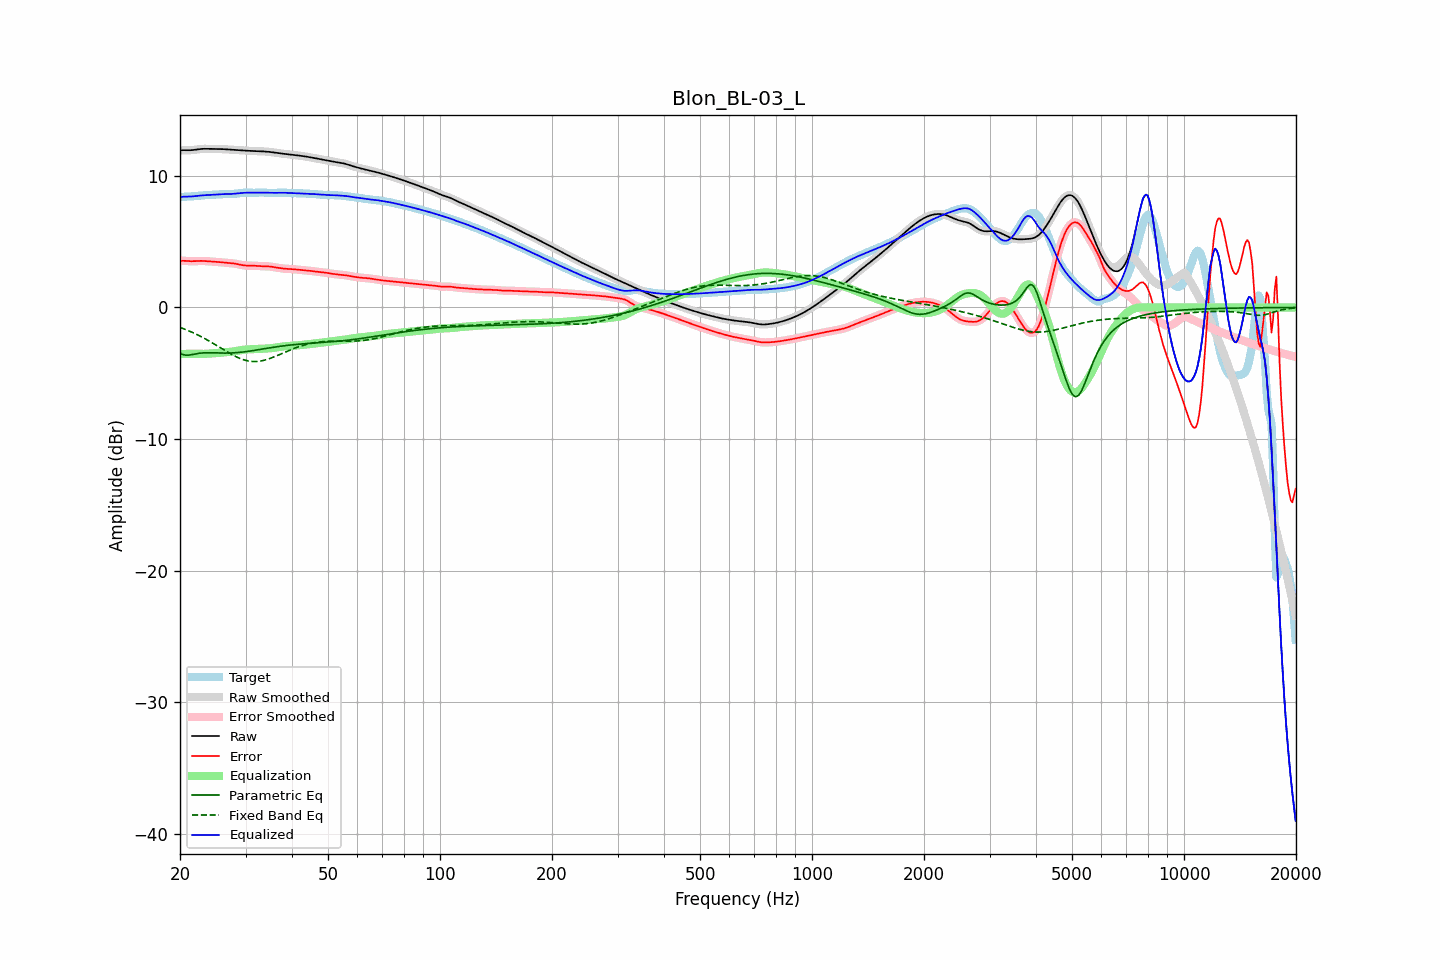 Blon_BL-03_L
Amplitude (dBr)
10
0
−10
−20
−30
−40
Target
Raw Smoothed
Error Smoothed
Raw
Error
Equalization
Parametric Eq
Fixed Band Eq
Equalized
20 50 100 200 500 1000 2000 5000 10000 20000
Frequency (Hz)